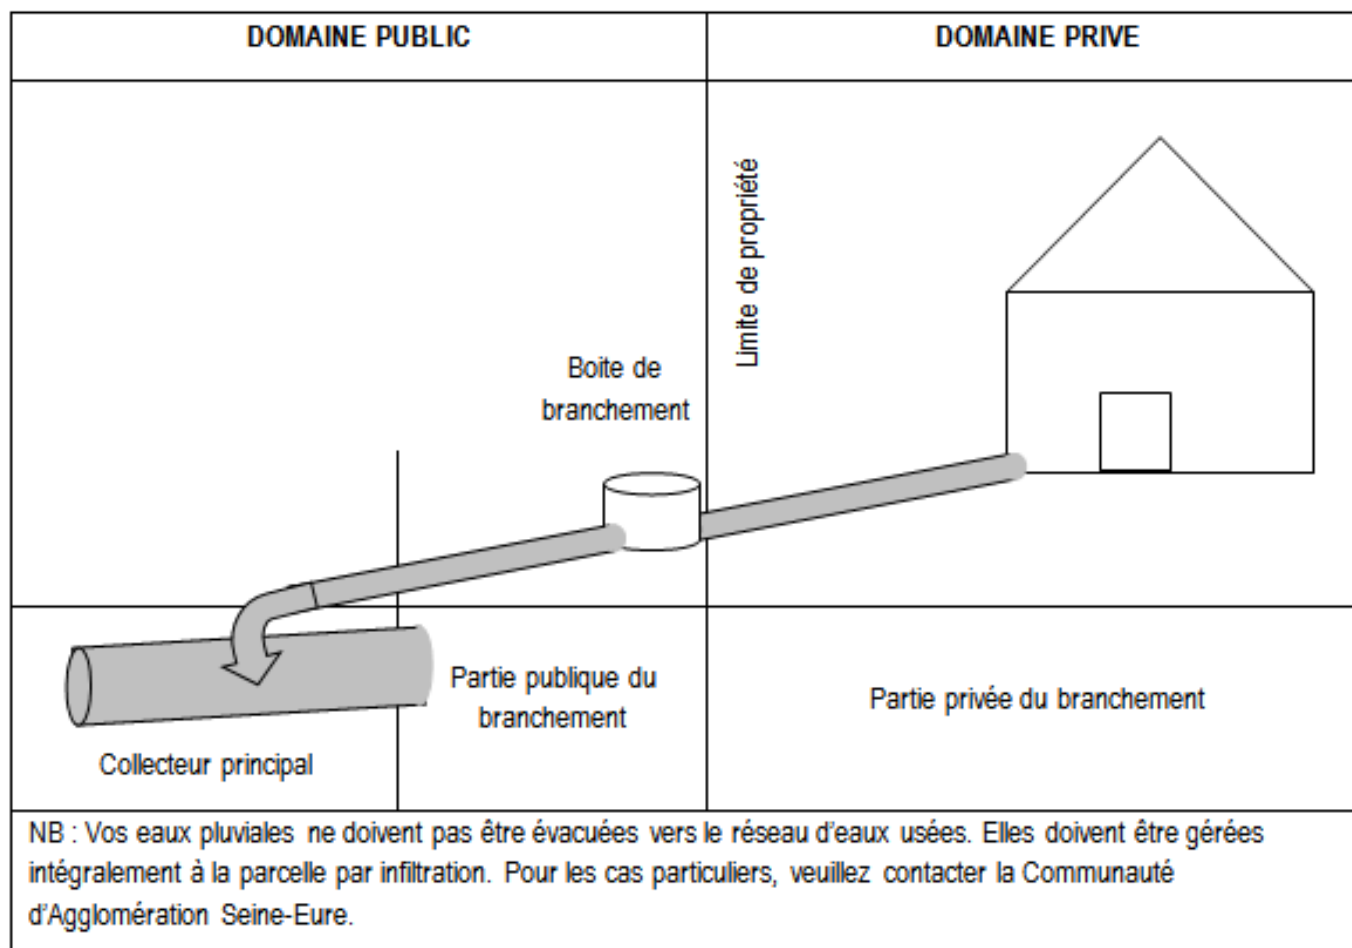 DOMAINE PUBLIC
DOMAINE PRIVE
Limite de propriété
Boite de
branchement
Partie publique du
branchement
Partie privée du branchement
Collecteur principal
NB : Vos eaux pluviales ne doivent pas être évacuées vers le réseau d'eaux usées. Elles doivent être gérées
intégralement à la parcelle par infiltration. Pour les cas particuliers, veuillez contacter la Communauté
d'Agglomération Seine-Eure.